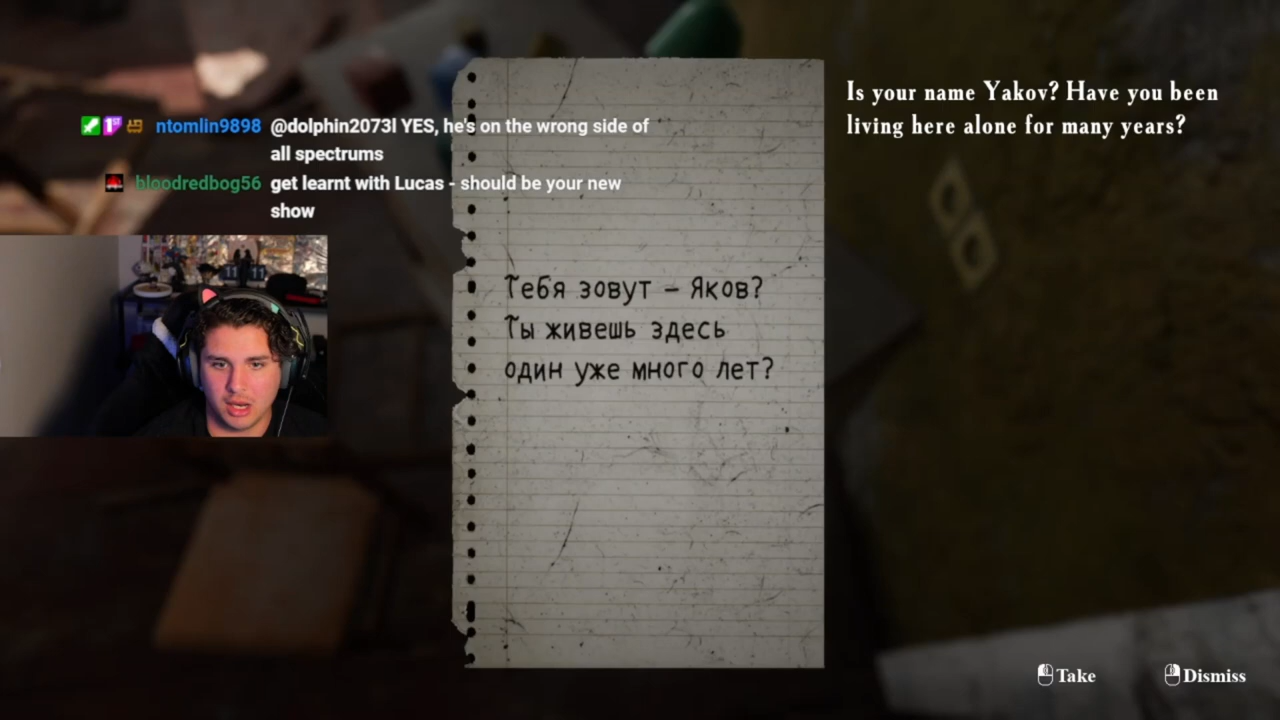 ntomlin9898 @dolphin2073l YES, he's on the wrong side of
all spectrums
bloodredbog56 get learnt with Lucas - should be your new
show
Тебя зовут – Яков?
Ты живешь здесь
один уже много лет?
Is your name Yakov? Have you been
living here alone for many years?
Take
Dismiss